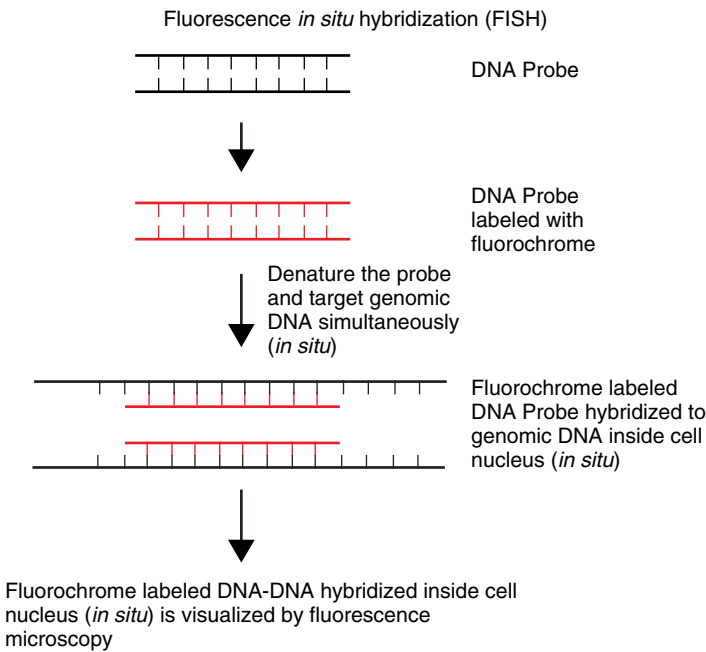 Fluorescence in situ hybridization (FISH)
DNA Probe
DNA Probe
labeled with
fluorochrome
Denature the probe
and target genomic
DNA simultaneously
(in situ)
Fluorochrome labeled
DNA Probe hybridized to
genomic DNA inside cell
nucleus (in situ)
Fluorochrome labeled DNA-DNA hybridized inside cell
nucleus (in situ) is visualized by fluorescence
microscopy